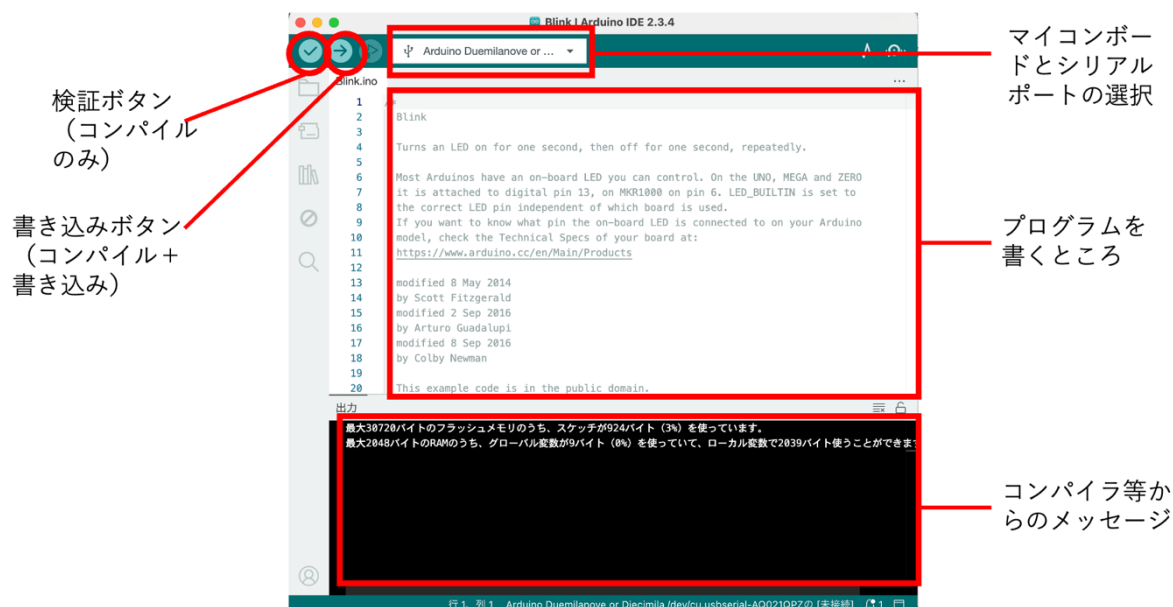 Blink | Arduino IDE 2.3.4
Arduino Duemilanove or ...
Blink.ino
...
検証ボタン
（コンパイル
のみ）
書き込みボタン
（コンパイル＋
書き込み）
マイコンボー
ドとシリアル
ポートの選択
プログラムを
書くところ
コンパイラ等か
らのメッセージ
1 /*
2 Blink
3
4 Turns an LED on for one second, then off for one second, repeatedly.
5
6 Most Arduinos have an on-board LED you can control. On the UNO, MEGA and ZERO
7 it is attached to digital pin 13, on MKR1000 on pin 6. LED_BUILTIN is set to
8 the correct LED pin independent of which board is used.
9 If you want to know what pin the on-board LED is connected to on your Arduino
10 model, check the Technical Specs of your board at:
11 https://www.arduino.cc/en/Main/Products
12
13 modified 8 May 2014
14 by Scott Fitzgerald
15 modified 2 Sep 2016
16 by Arturo Guadalupi
17 modified 8 Sep 2016
18 by Colby Newman
19
20 This example code is in the public domain.
出力
最大30720バイトのフラッシュメモリのうち、スケッチが924バイト（3%）を使っています。
最大2048バイトのRAMのうち、グローバル変数が9バイト（0%）を使っていて、ローカル変数で2039バイト使うことができます
行 1、列 1 Arduino Duemilanove or Diecimila /dev/cu.usbserial-AQ021QPZの [未接続] 1